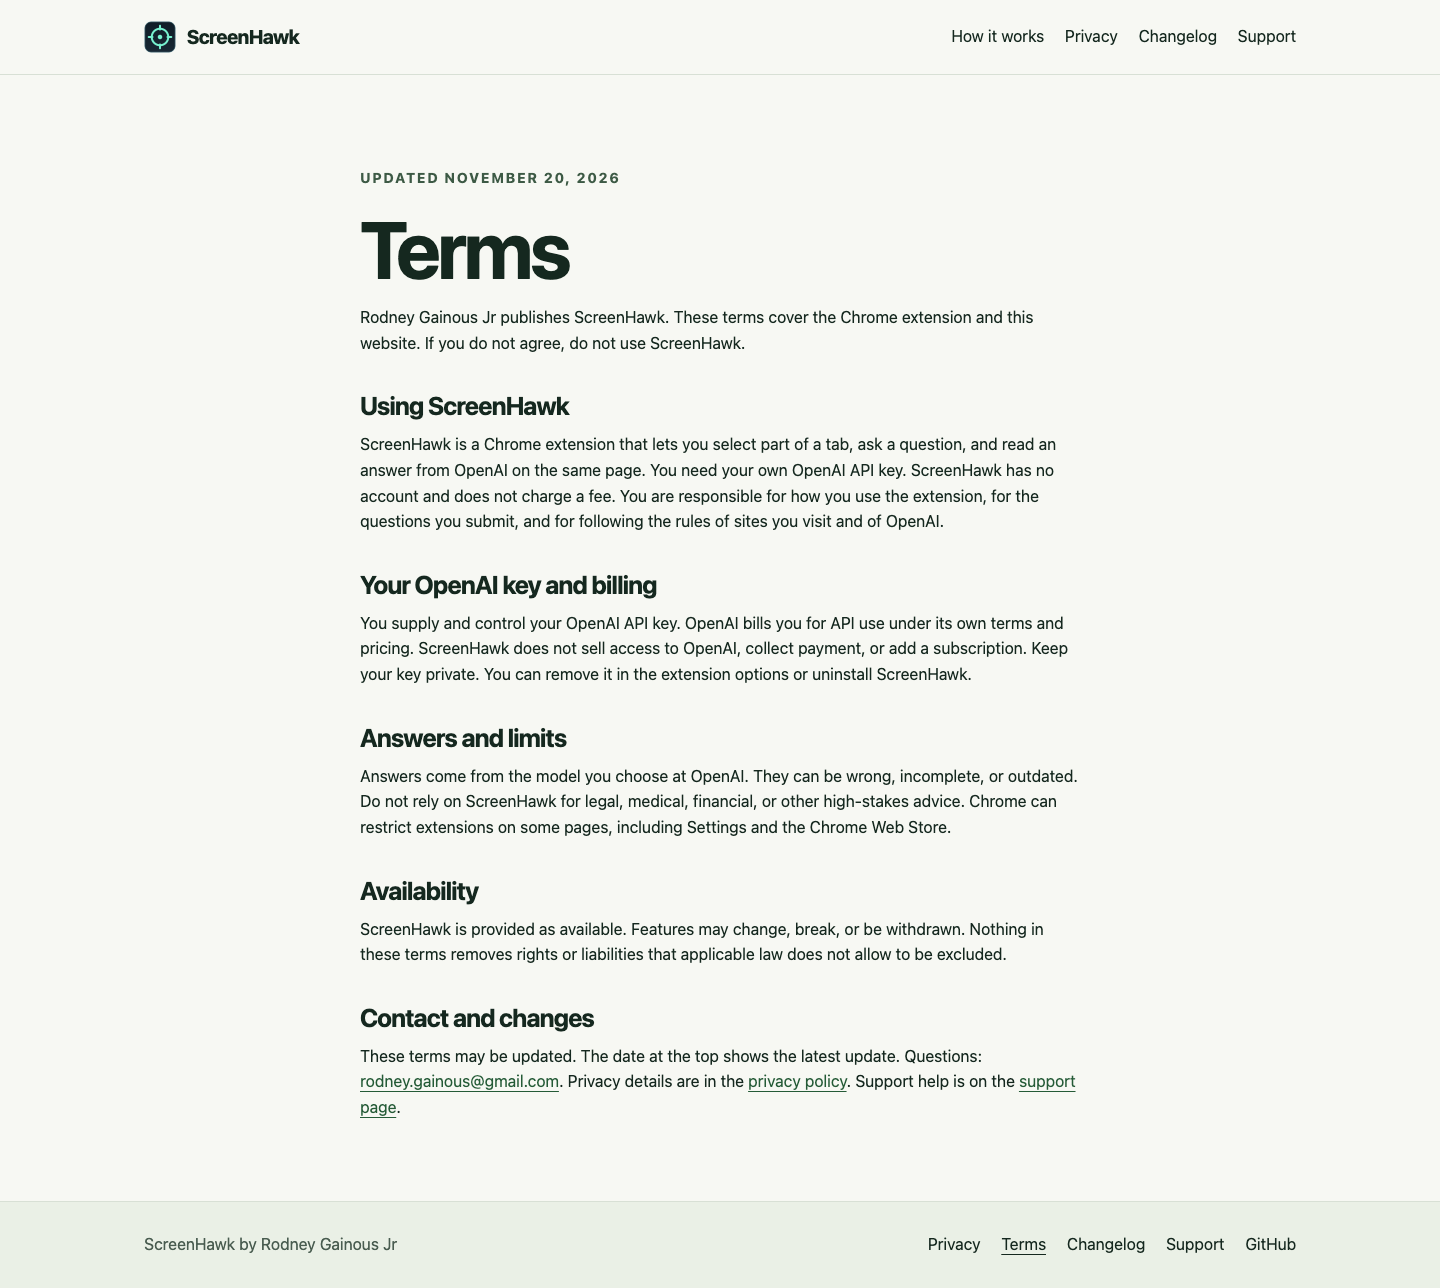 ScreenHawk
How it works Privacy Changelog Support
UPDATED NOVEMBER 20, 2026
Terms
Rodney Gainous Jr publishes ScreenHawk. These terms cover the Chrome extension and this
website. If you do not agree, do not use ScreenHawk.
Using ScreenHawk
ScreenHawk is a Chrome extension that lets you select part of a tab, ask a question, and read an
answer from OpenAI on the same page. You need your own OpenAI API key. ScreenHawk has no
account and does not charge a fee. You are responsible for how you use the extension, for the
questions you submit, and for following the rules of sites you visit and of OpenAI.
Your OpenAI key and billing
You supply and control your OpenAI API key. OpenAI bills you for API use under its own terms and
pricing. ScreenHawk does not sell access to OpenAI, collect payment, or add a subscription. Keep
your key private. You can remove it in the extension options or uninstall ScreenHawk.
Answers and limits
Answers come from the model you choose at OpenAI. They can be wrong, incomplete, or outdated.
Do not rely on ScreenHawk for legal, medical, financial, or other high-stakes advice. Chrome can
restrict extensions on some pages, including Settings and the Chrome Web Store.
Availability
ScreenHawk is provided as available. Features may change, break, or be withdrawn. Nothing in
these terms removes rights or liabilities that applicable law does not allow to be excluded.
Contact and changes
These terms may be updated. The date at the top shows the latest update. Questions:
rodney.gainous@gmail.com. Privacy details are in the privacy policy. Support help is on the support
page.
ScreenHawk by Rodney Gainous Jr
Privacy Terms Changelog Support GitHub